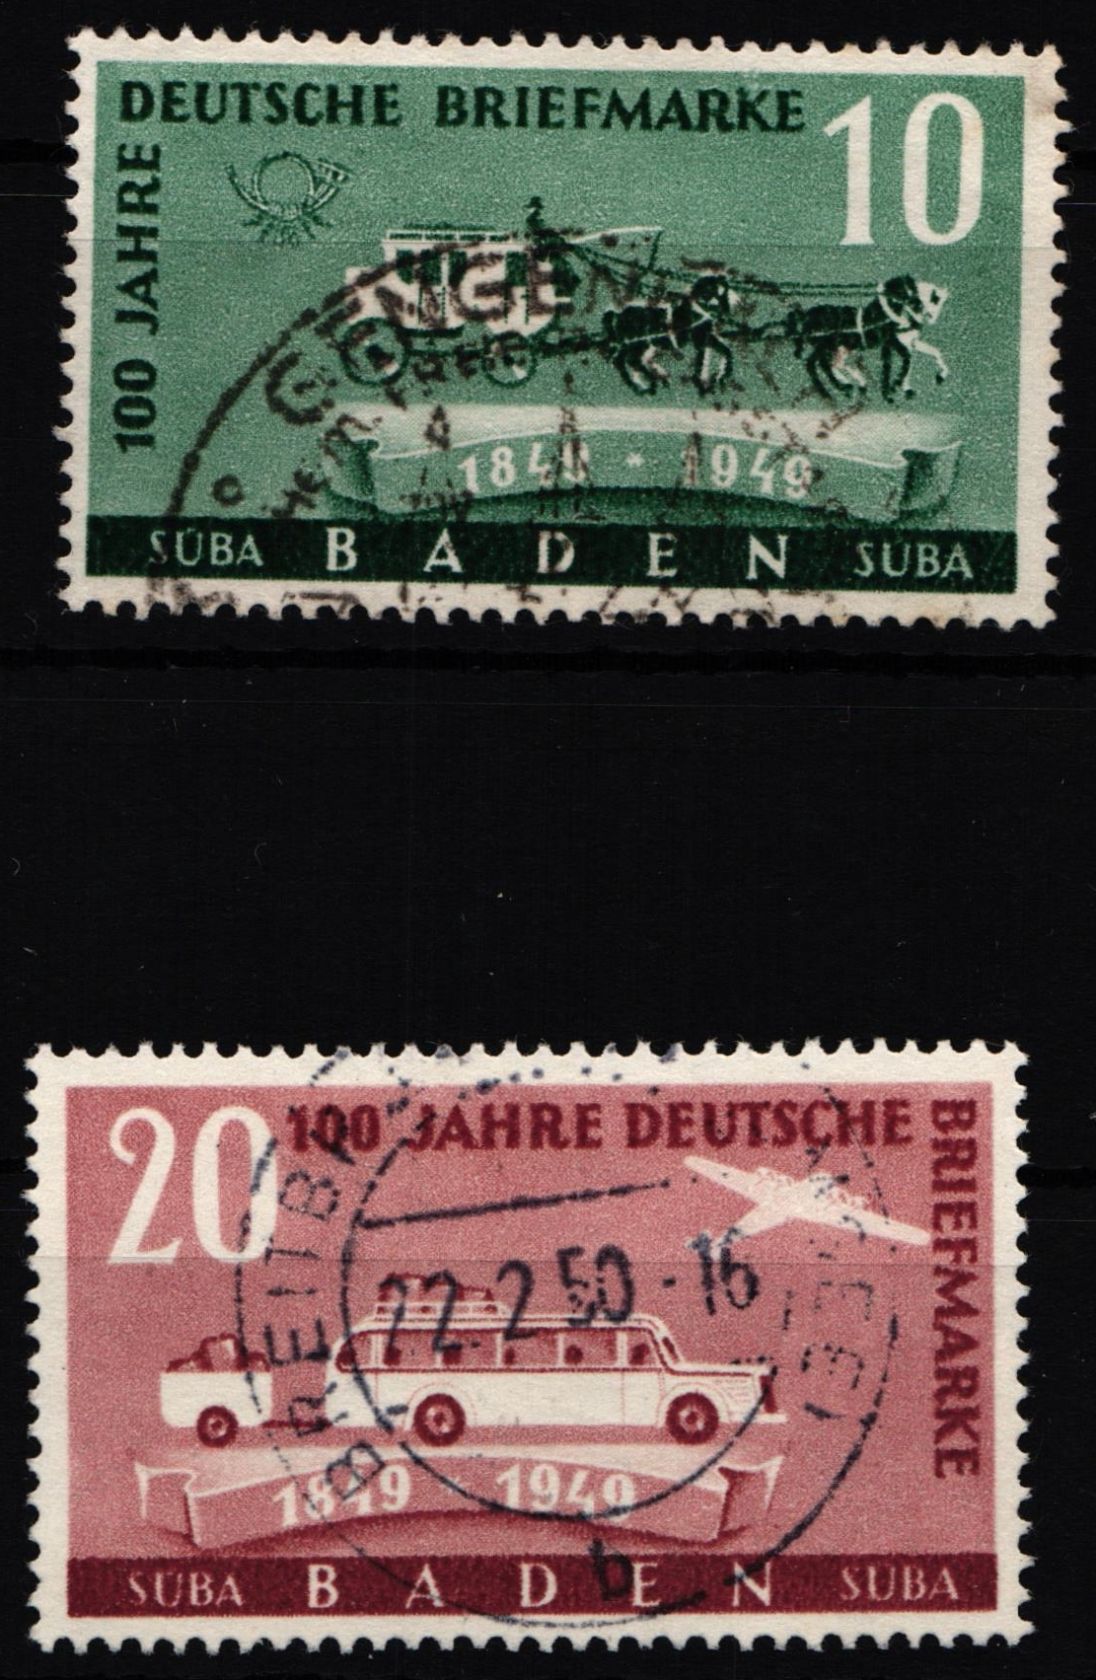 DEUTSCHE BRIEFMARKE
10
100 JAHRE
GENGEN
1849 * 1949
SÜBA BADEN SÜBA
20
100 JAHRE DEUTSCHE
BRIEFMARKE
22.2.50.-16
b
1849 1949
SÜBA BADEN SÜBA